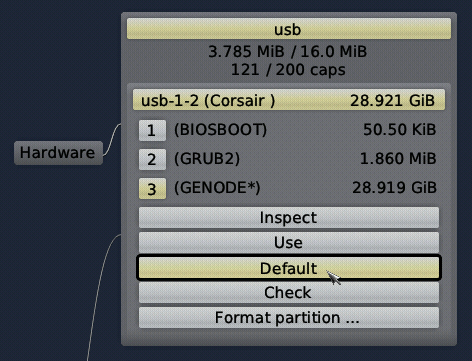 usb
3.785 MiB / 16.0 MiB
121 / 200 caps
usb-1-2 (Corsair ) 28.921 GiB
Hardware
1 (BIOSBOOT) 50.50 KiB
2 (GRUB2) 1.860 MiB
3 (GENODE*) 28.919 GiB
Inspect
Use
Default
Check
Format partition ...